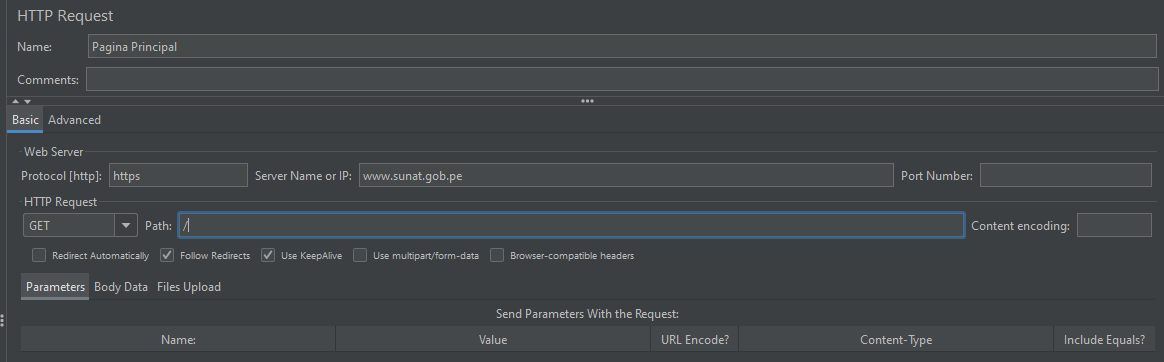 HTTP Request
Name: Pagina Principal
Comments:
Basic Advanced
Web Server
Protocol [http]: https Server Name or IP: www.sunat.gob.pe Port Number:
HTTP Request
GET Path: / Content encoding:
Redirect Automatically Follow Redirects Use KeepAlive Use multipart/form-data Browser-compatible headers
Parameters Body Data Files Upload
Send Parameters With the Request:
Name: Value URL Encode? Content-Type Include Equals?